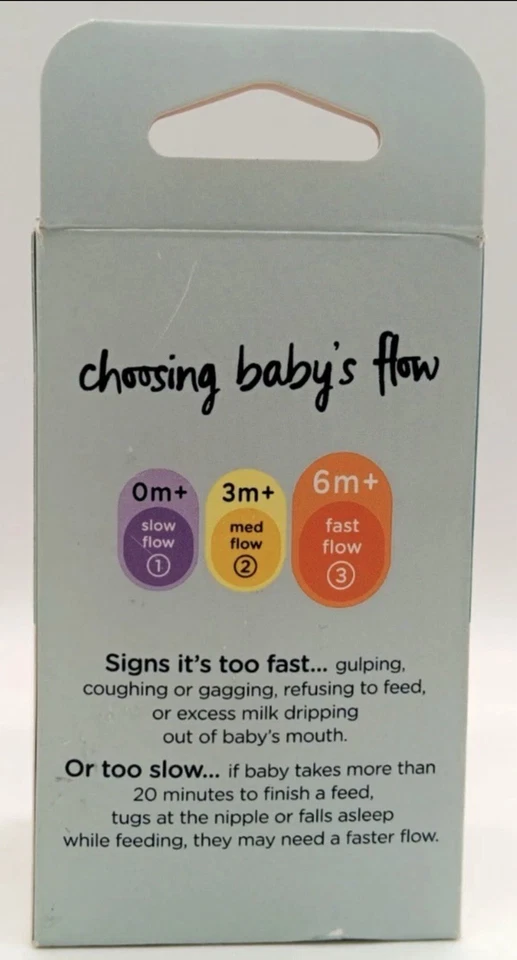 choosing baby's flow
0m+ 3m+ 6m+
slow med fast
flow flow flow
1 2 3
Signs it's too fast... gulping,
coughing or gagging, refusing to feed,
or excess milk dripping
out of baby's mouth.
Or too slow... if baby takes more than
20 minutes to finish a feed,
tugs at the nipple or falls asleep
while feeding, they may need a faster flow.